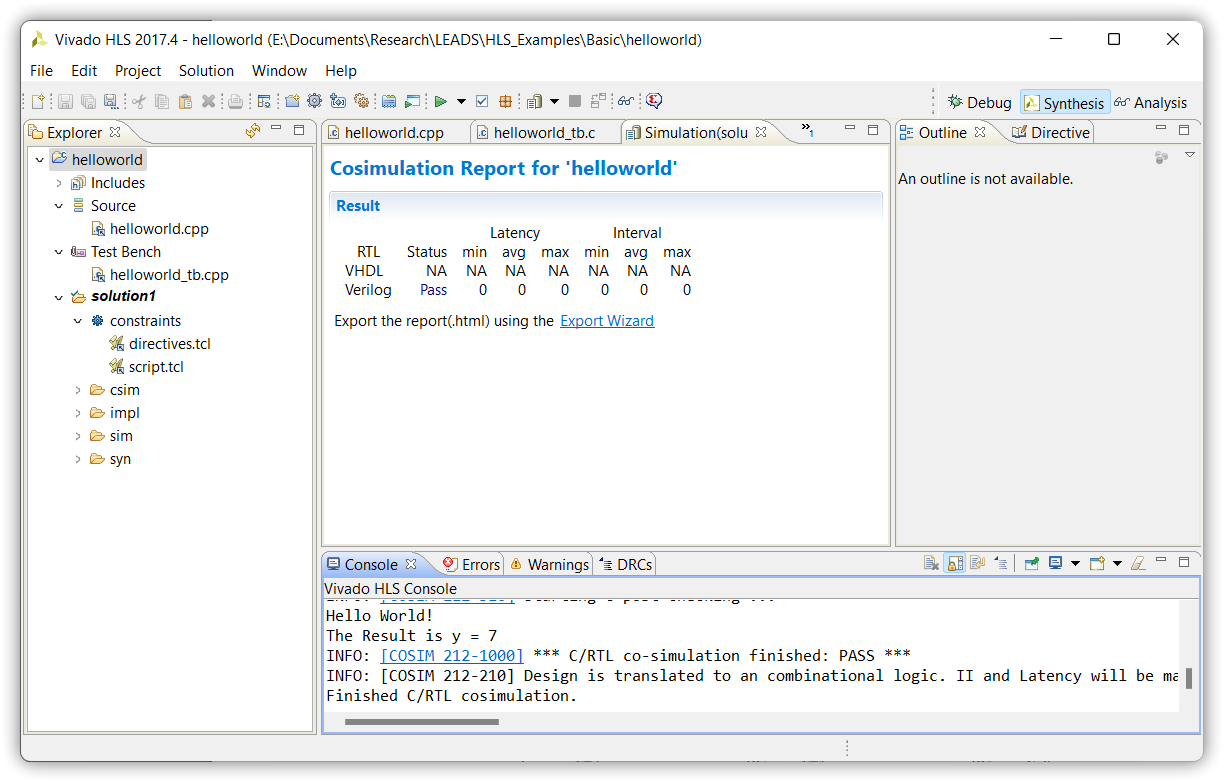 Vivado HLS 2017.4 - helloworld (E:\Documents\Research\LEADS\HLS_Examples\Basic\helloworld)
File Edit Project Solution Window Help
Debug Synthesis Analysis
Explorer
helloworld
Includes
Source
helloworld.cpp
Test Bench
helloworld_tb.cpp
solution1
constraints
directives.tcl
script.tcl
csim
impl
sim
syn
helloworld.cpp helloworld_tb.c Simulation(solu »1
Cosimulation Report for 'helloworld'
Result
Latency Interval
RTL Status min avg max min avg max
VHDL NA NA NA NA NA NA NA
Verilog Pass 0 0 0 0 0 0
Export the report(.html) using the Export Wizard
Outline Directive
An outline is not available.
Console Errors Warnings DRCs
Vivado HLS Console
Hello World!
The Result is y = 7
INFO: [COSIM 212-1000] *** C/RTL co-simulation finished: PASS ***
INFO: [COSIM 212-210] Design is translated to an combinational logic. II and Latency will be ma
Finished C/RTL cosimulation.